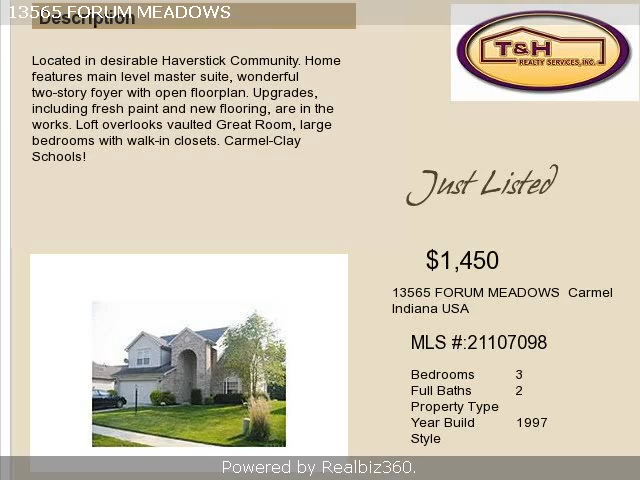 13565 FORUM MEADOWS
Description
Located in desirable Haverstick Community. Home
features main level master suite, wonderful
two-story foyer with open floorplan. Upgrades,
including fresh paint and new flooring, are in the
works. Loft overlooks vaulted Great Room, large
bedrooms with walk-in closets. Carmel-Clay
Schools!
T&H
REALTY SERVICES, INC.
Just Listed
$1,450
13565 FORUM MEADOWS Carmel
Indiana USA
MLS #:21107098
Bedrooms 3
Full Baths 2
Property Type
Year Build 1997
Style
Powered by Realbiz360.